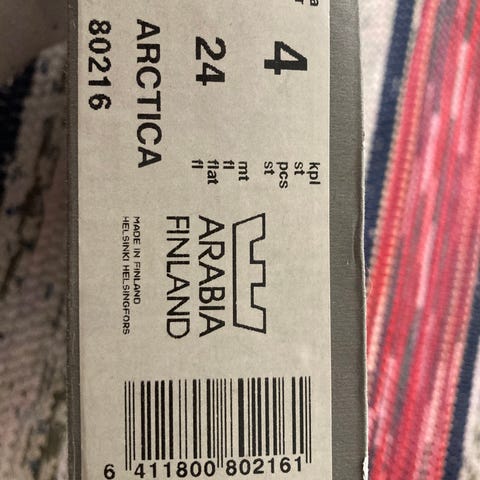 4
kpl
st
pcs
st
24
mt
fl
flat
fl
ARCTICA
80216
ARABIA
FINLAND
MADE IN FINLAND
HELSINKI HELSINGFORS
6 411800 802161